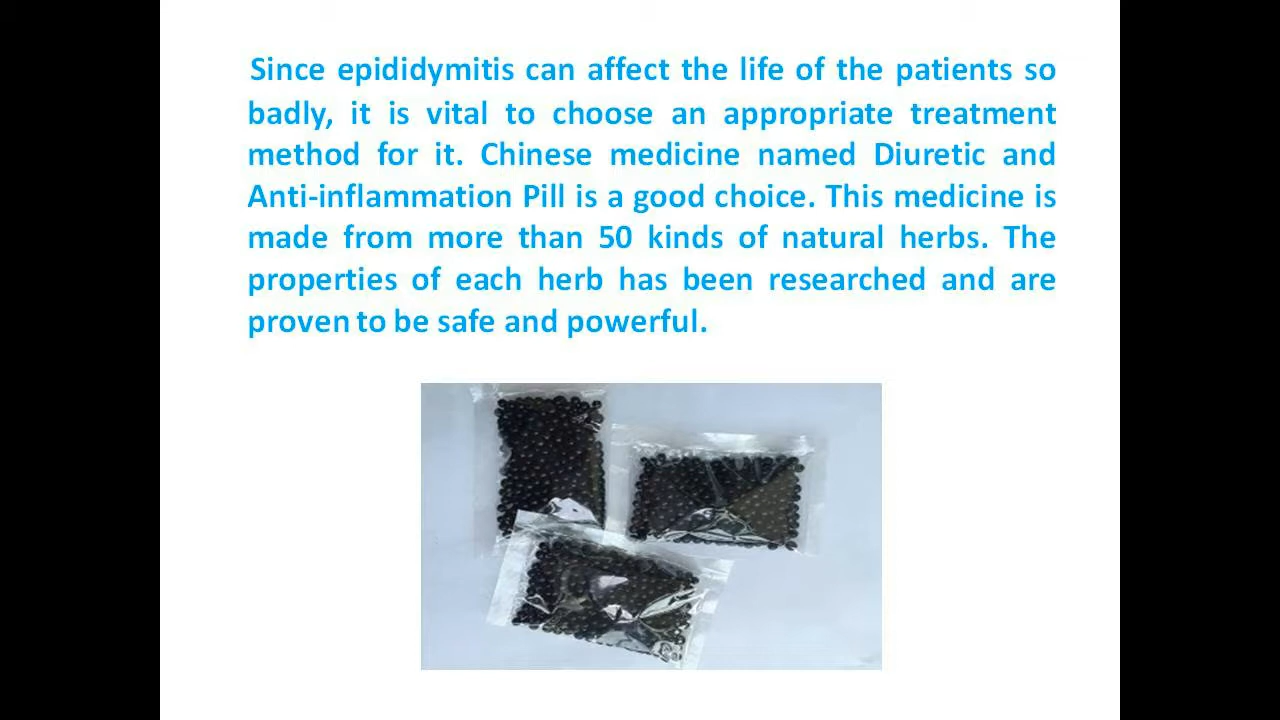 Since epididymitis can affect the life of the patients so
badly, it is vital to choose an appropriate treatment
method for it. Chinese medicine named Diuretic and
Anti-inflammation Pill is a good choice. This medicine is
made from more than 50 kinds of natural herbs. The
properties of each herb has been researched and are
proven to be safe and powerful.